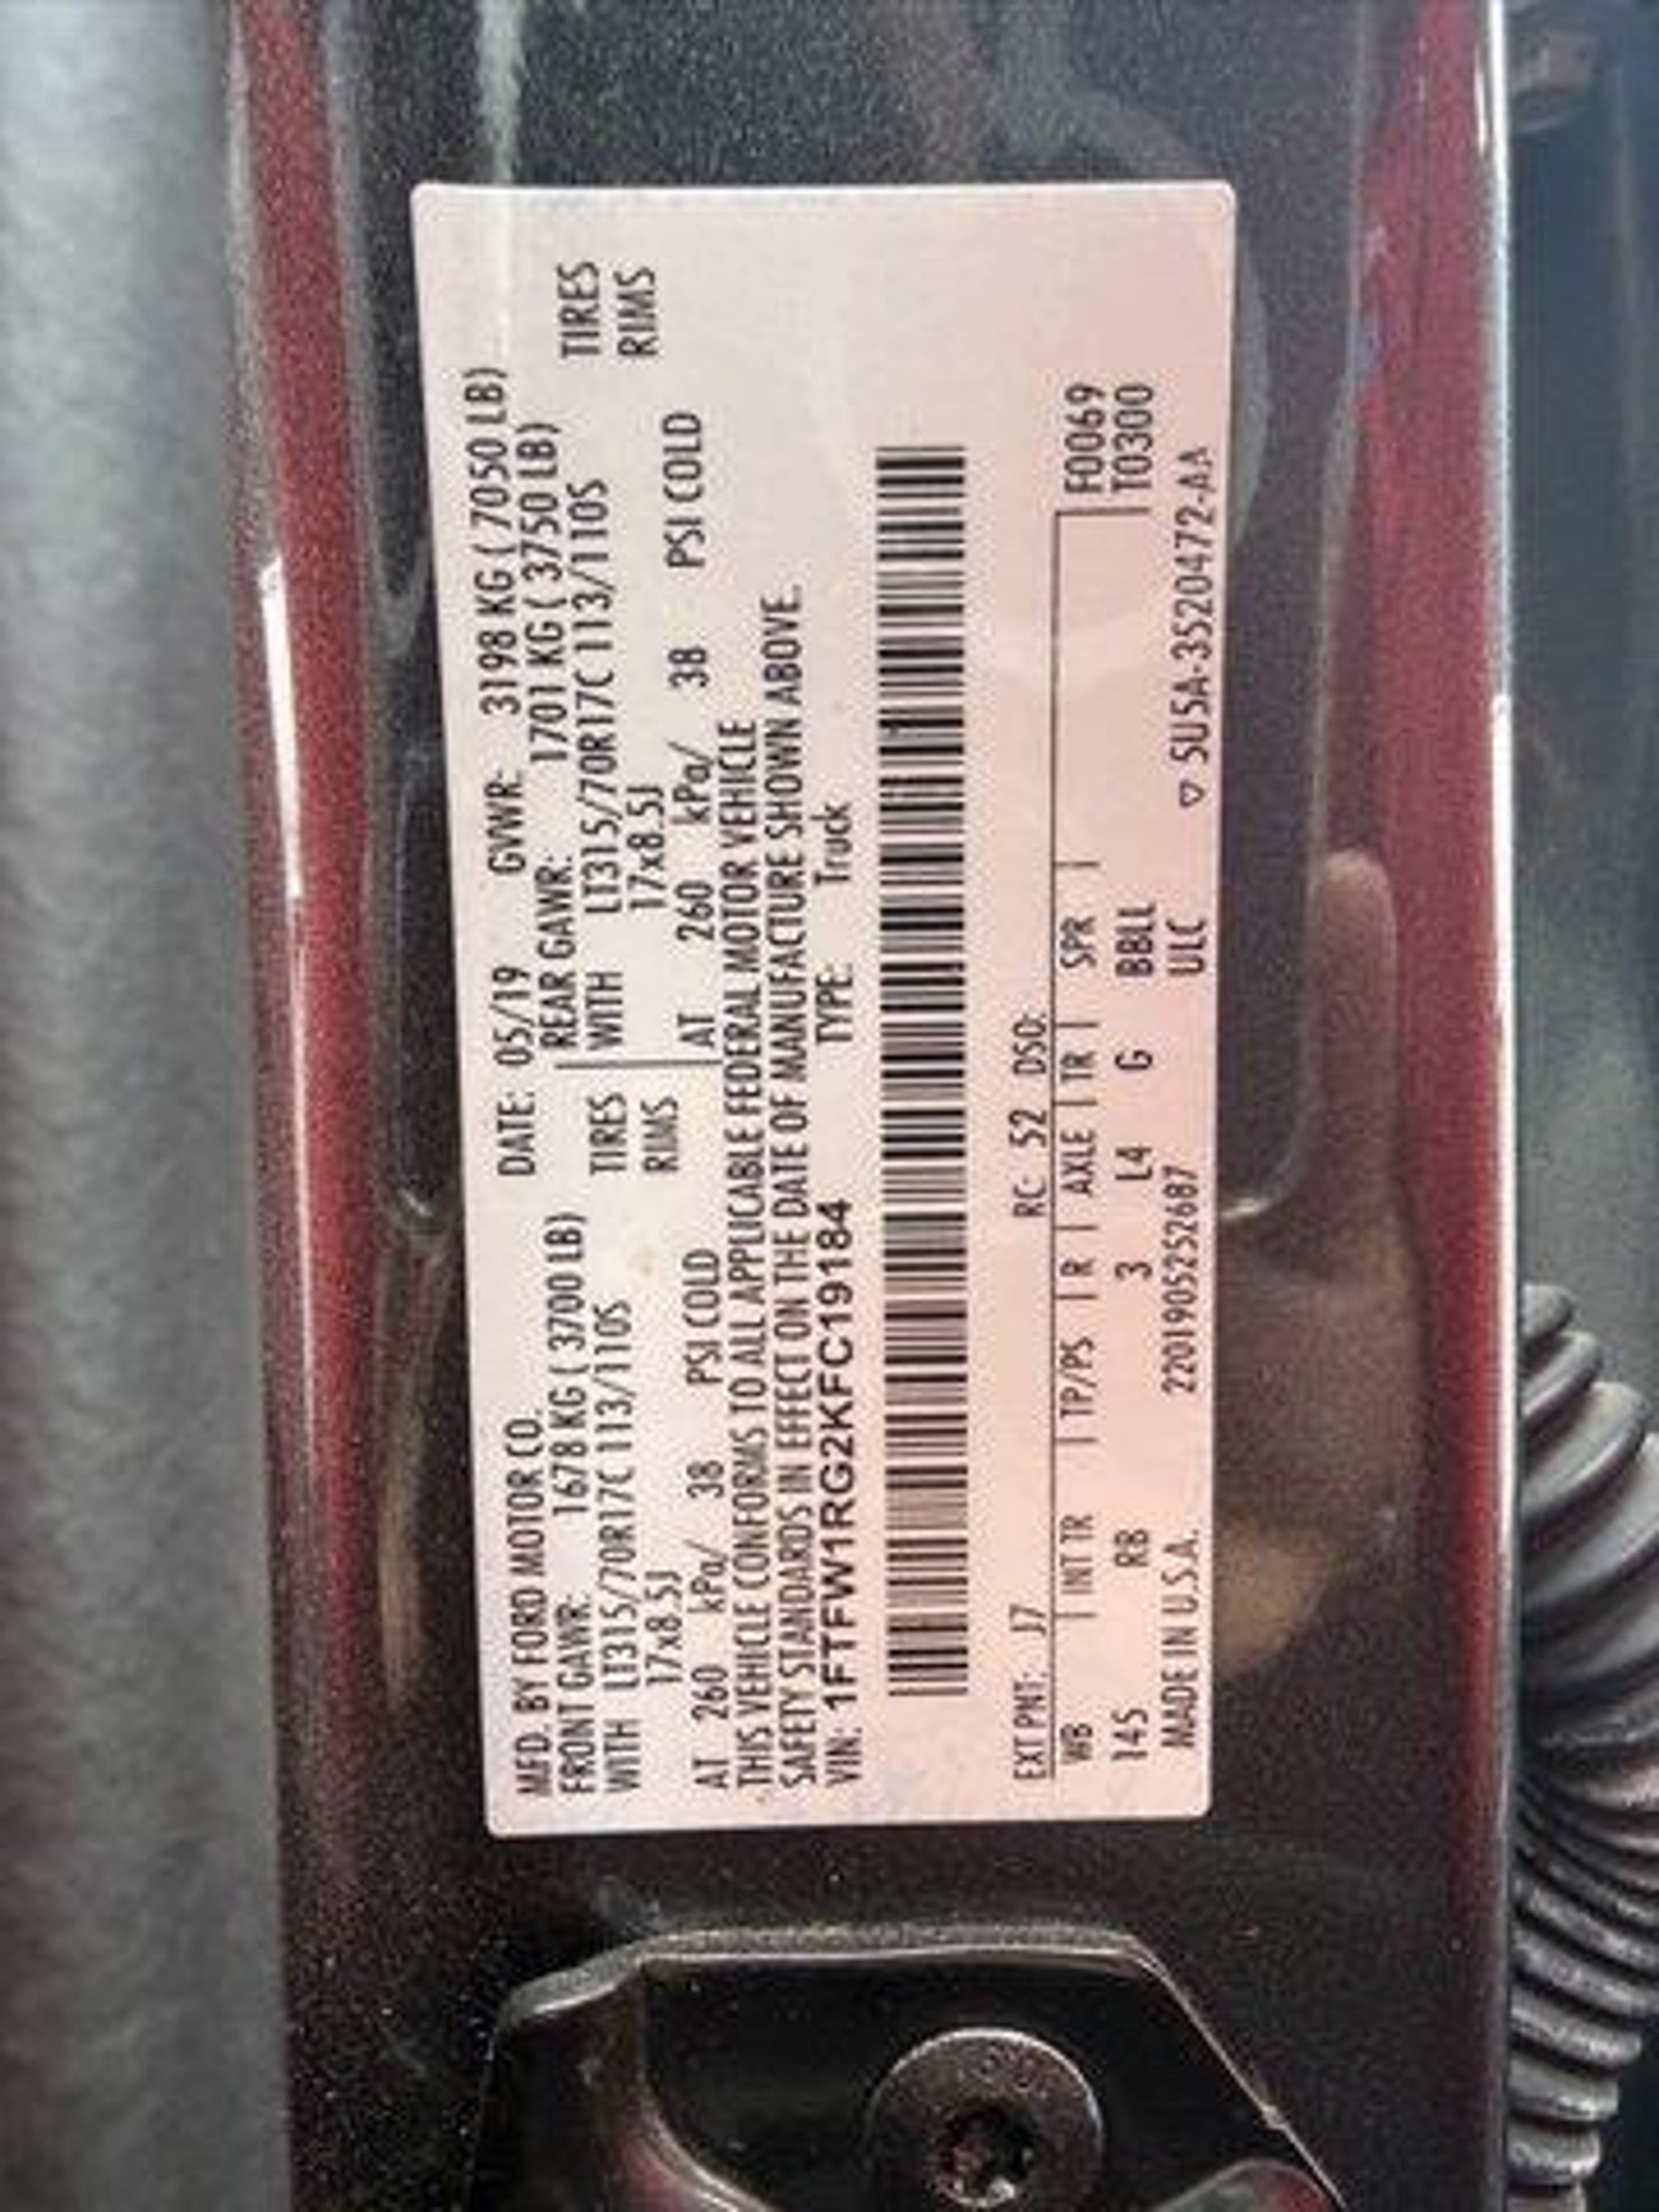 MFD. BY FORD MOTOR CO. DATE: 05/19 GVWR: 3198 KG ( 7050 LB)
FRONT GAWR: 1678 KG ( 3700 LB) REAR GAWR: 1701 KG ( 3750 LB)
WITH LT315/70R17C 113/110S TIRES WITH LT315/70R17C 113/110S TIRES
17x8.5J RIMS 17x8.5J RIMS
AT 260 kPa/ 38 PSI COLD AT 260 kPa/ 38 PSI COLD
THIS VEHICLE CONFORMS TO ALL APPLICABLE FEDERAL MOTOR VEHICLE
SAFETY STANDARDS IN EFFECT ON THE DATE OF MANUFACTURE SHOWN ABOVE.
VIN: 1FTFW1RG2KFC19184 TYPE: Truck
EXT PNT: J7 RC: 52 DSO:
WB | INT TR | TP/PS | R | AXLE | TR | SPR | F0069
145 RB 3 L4 G BBLL T0300
MADE IN U.S.A. 2201905252687 ULC ▽ 5U5A-3520472-AA